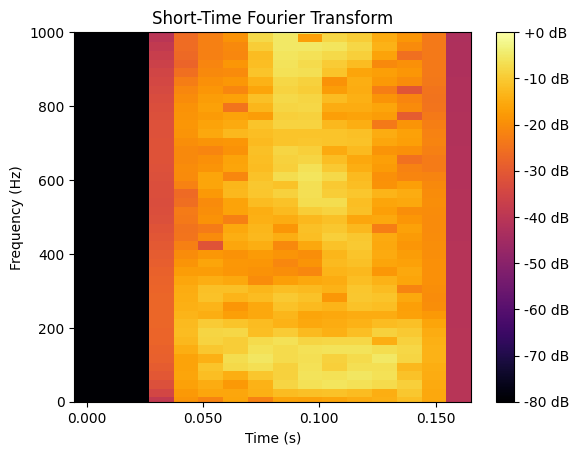 Short-Time Fourier Transform
1000
800
600
400
200
0
Frequency (Hz)
0.000
0.050
0.100
0.150
Time (s)
+0 dB
-10 dB
-20 dB
-30 dB
-40 dB
-50 dB
-60 dB
-70 dB
-80 dB